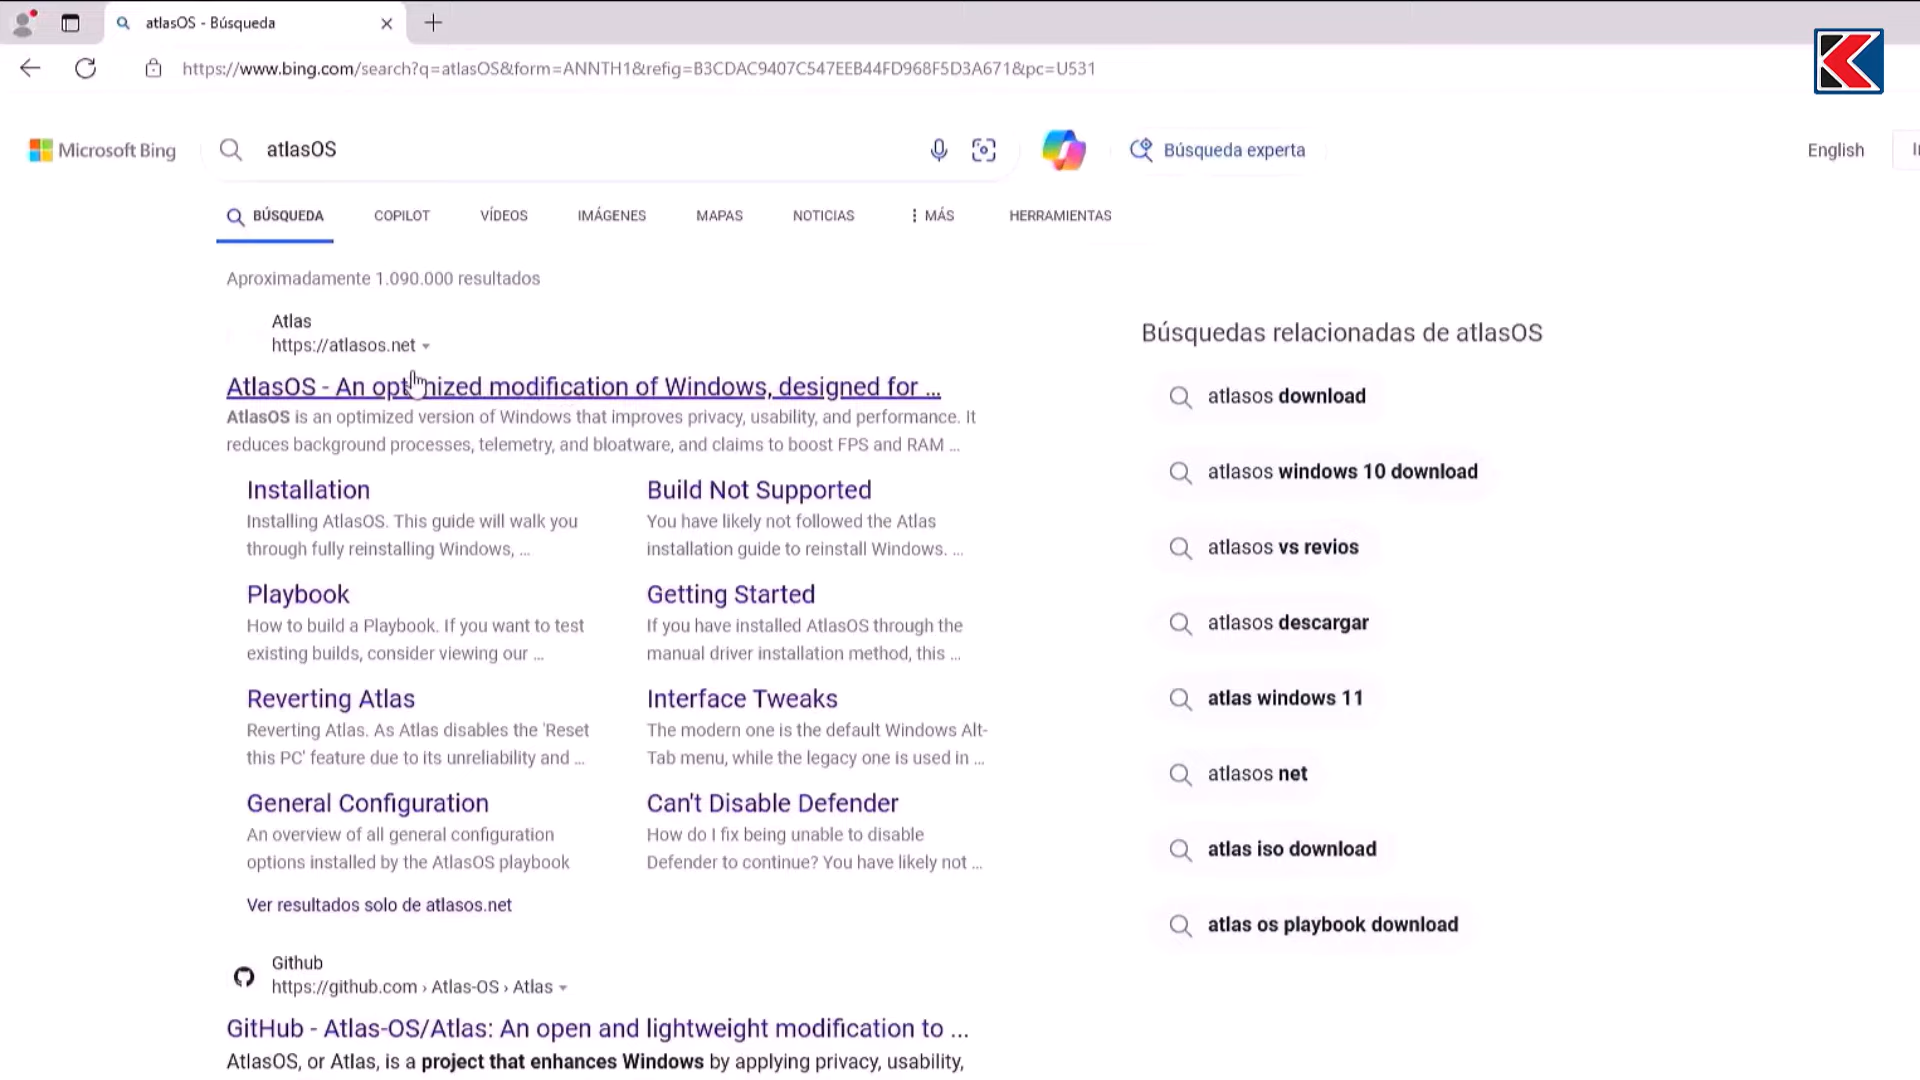 atlasOS - Búsqueda
https://www.bing.com/search?q=atlasOS&form=ANNTH1&refig=B3CDAC9407C547EEB44FD968F5D3A671&pc=U531
K
Microsoft Bing
atlasOS
Búsqueda experta
English
BÚSQUEDA
COPILOT
VÍDEOS
IMÁGENES
MAPAS
NOTICIAS
MÁS
HERRAMIENTAS
Aproximadamente 1.090.000 resultados
Atlas
https://atlasos.net
AtlasOS - An optimized modification of Windows, designed for ...
AtlasOS is an optimized version of Windows that improves privacy, usability, and performance. It
reduces background processes, telemetry, and bloatware, and claims to boost FPS and RAM ...
Installation
Installing AtlasOS. This guide will walk you
through fully reinstalling Windows, ...
Build Not Supported
You have likely not followed the Atlas
installation guide to reinstall Windows. ...
Playbook
How to build a Playbook. If you want to test
existing builds, consider viewing our ...
Getting Started
If you have installed AtlasOS through the
manual driver installation method, this ...
Reverting Atlas
Reverting Atlas. As Atlas disables the 'Reset
this PC' feature due to its unreliability and ...
Interface Tweaks
The modern one is the default Windows Alt-
Tab menu, while the legacy one is used in ...
General Configuration
An overview of all general configuration
options installed by the AtlasOS playbook
Can't Disable Defender
How do I fix being unable to disable
Defender to continue? You have likely not ...
Ver resultados solo de atlasos.net
Github
https://github.com › Atlas-OS › Atlas
GitHub - Atlas-OS/Atlas: An open and lightweight modification to ...
AtlasOS, or Atlas, is a project that enhances Windows by applying privacy, usability,
Búsquedas relacionadas de atlasOS
atlasos download
atlasos windows 10 download
atlasos vs revios
atlasos descargar
atlas windows 11
atlasos net
atlas iso download
atlas os playbook download